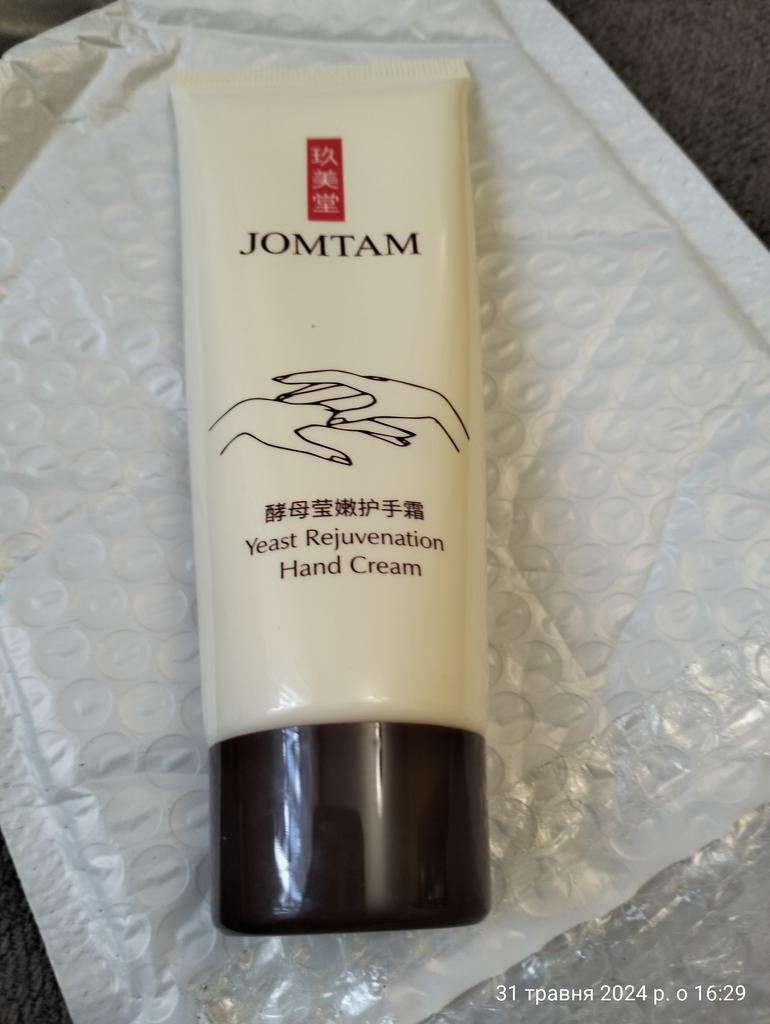 玖
美
堂
JOMTAM
酵母莹嫩护手霜
Yeast Rejuvenation
Hand Cream
31 травня 2024 р. о 16:29